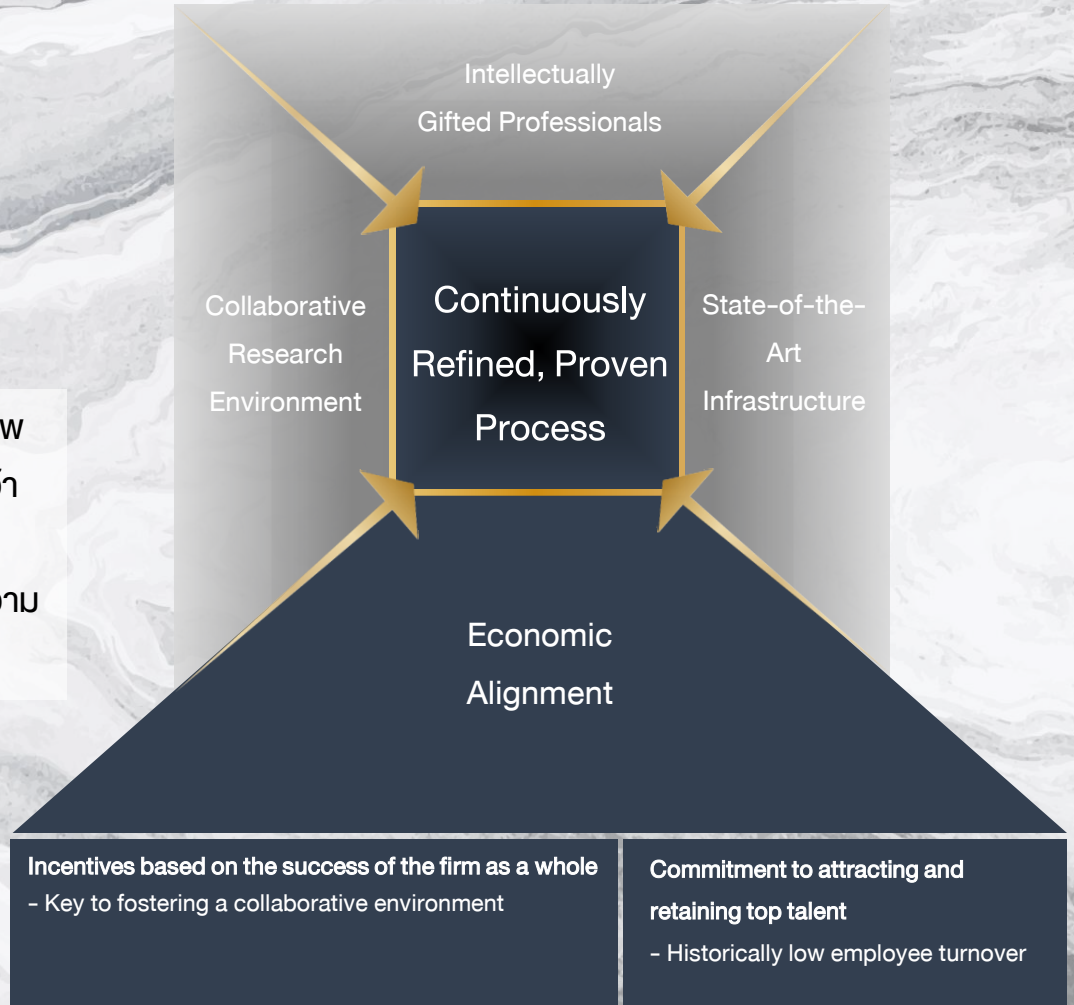 Intellectually
Gifted Professionals
Collaborative
Research
Environment
Continuously
Refined, Proven
Process
State-of-the-
Art
Infrastructure
Economic
Alignment
Incentives based on the success of the firm as a whole
- Key to fostering a collaborative environment
Commitment to attracting and
retaining top talent
- Historically low employee turnover